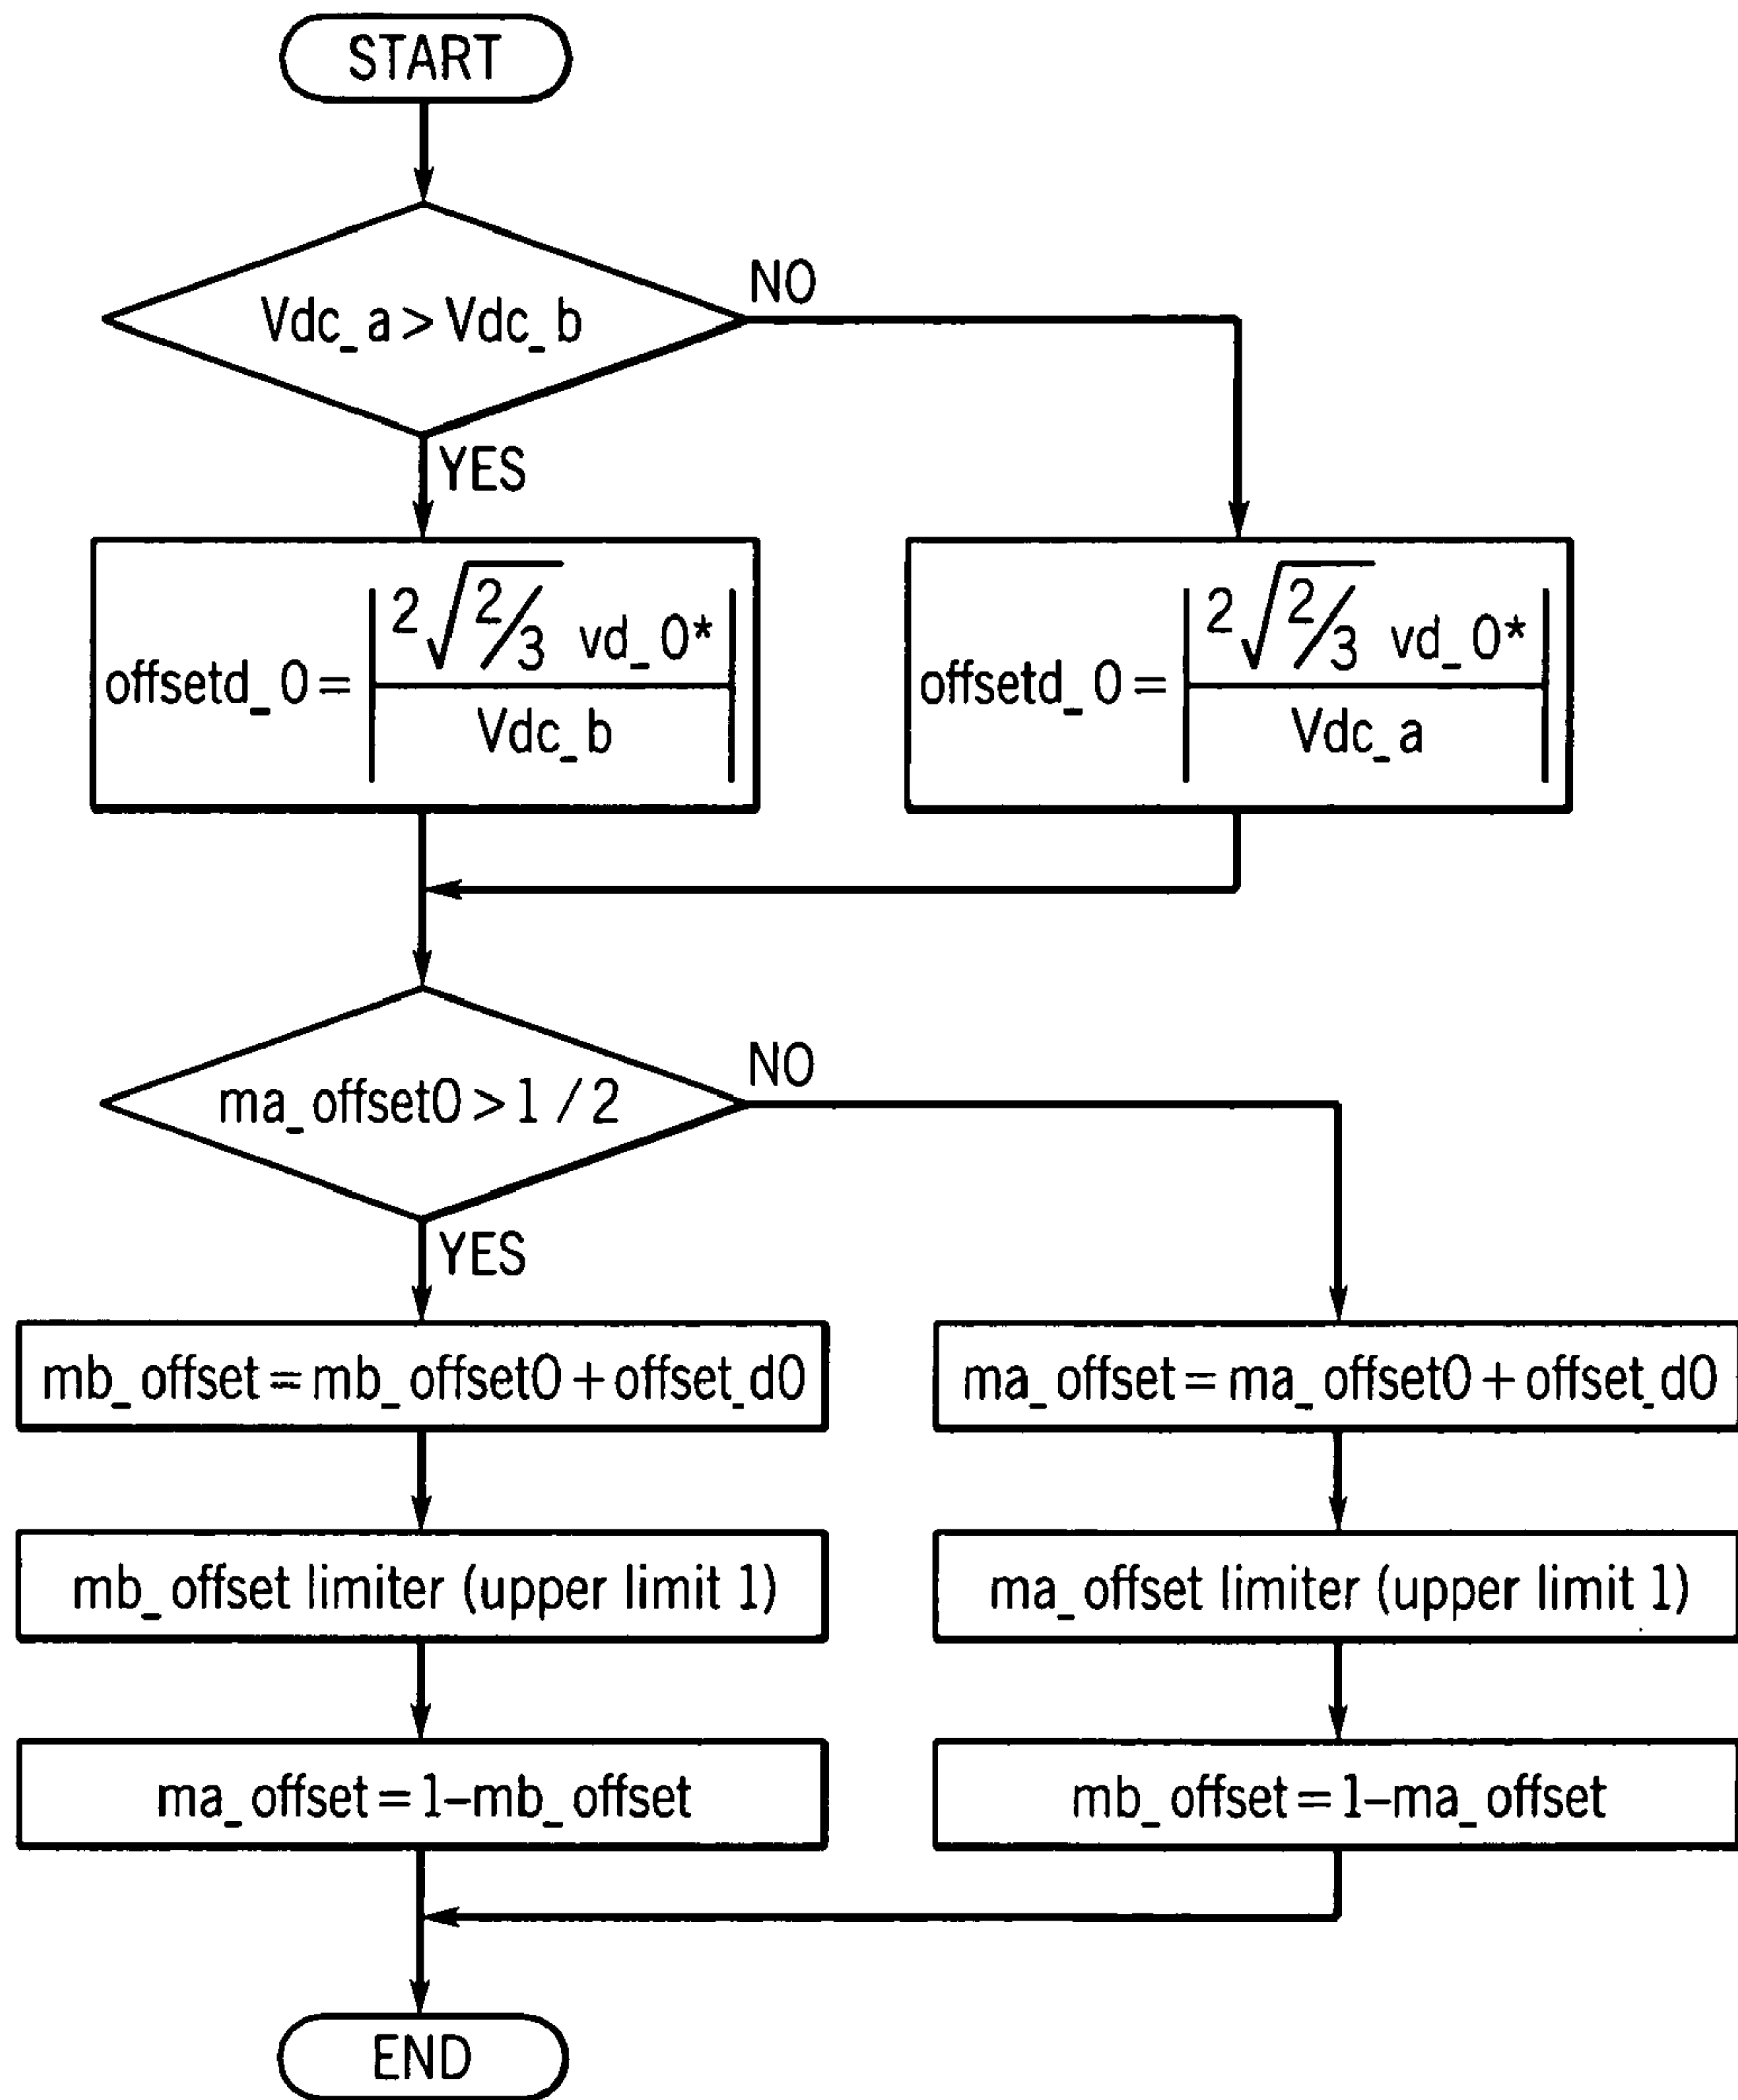 START
Vdc_a > Vdc_b
NO
YES
offsetd_0 = | 2√2/3 vd_0* / Vdc_b |
offsetd_0 = | 2√2/3 vd_0* / Vdc_a |
ma_offset0 > 1 / 2
NO
YES
mb_offset = mb_offset0 + offset_d0
ma_offset = ma_offset0 + offset_d0
mb_offset limiter (upper limit 1)
ma_offset limiter (upper limit 1)
ma_offset = 1–mb_offset
mb_offset = 1–ma_offset
END